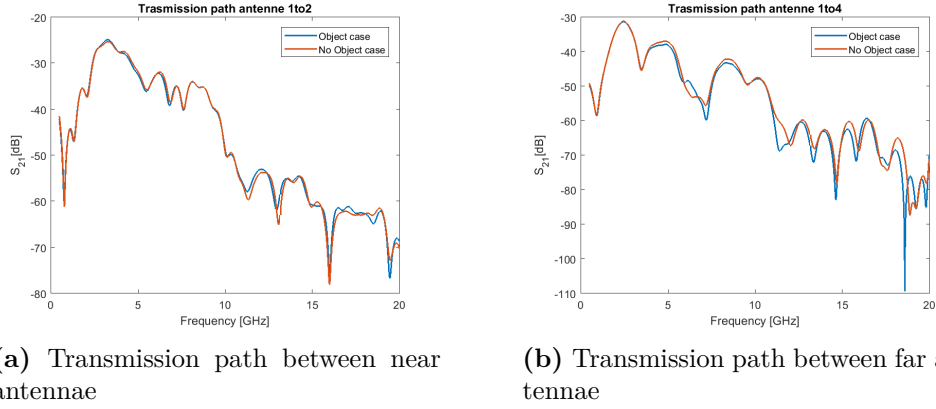 Trasmission path antenne 1to2
Object case
No Object case
-20
-30
-40
-50
-60
-70
-80
S21[dB]
0
5
10
15
20
Frequency [GHz]
Trasmission path antenne 1to4
Object case
No Object case
-30
-40
-50
-60
-70
-80
-90
-100
-110
S21[dB]
0
5
10
15
20
Frequency [GHz]
(a) Transmission path between near
antennae
(b) Transmission path between far a
tennae